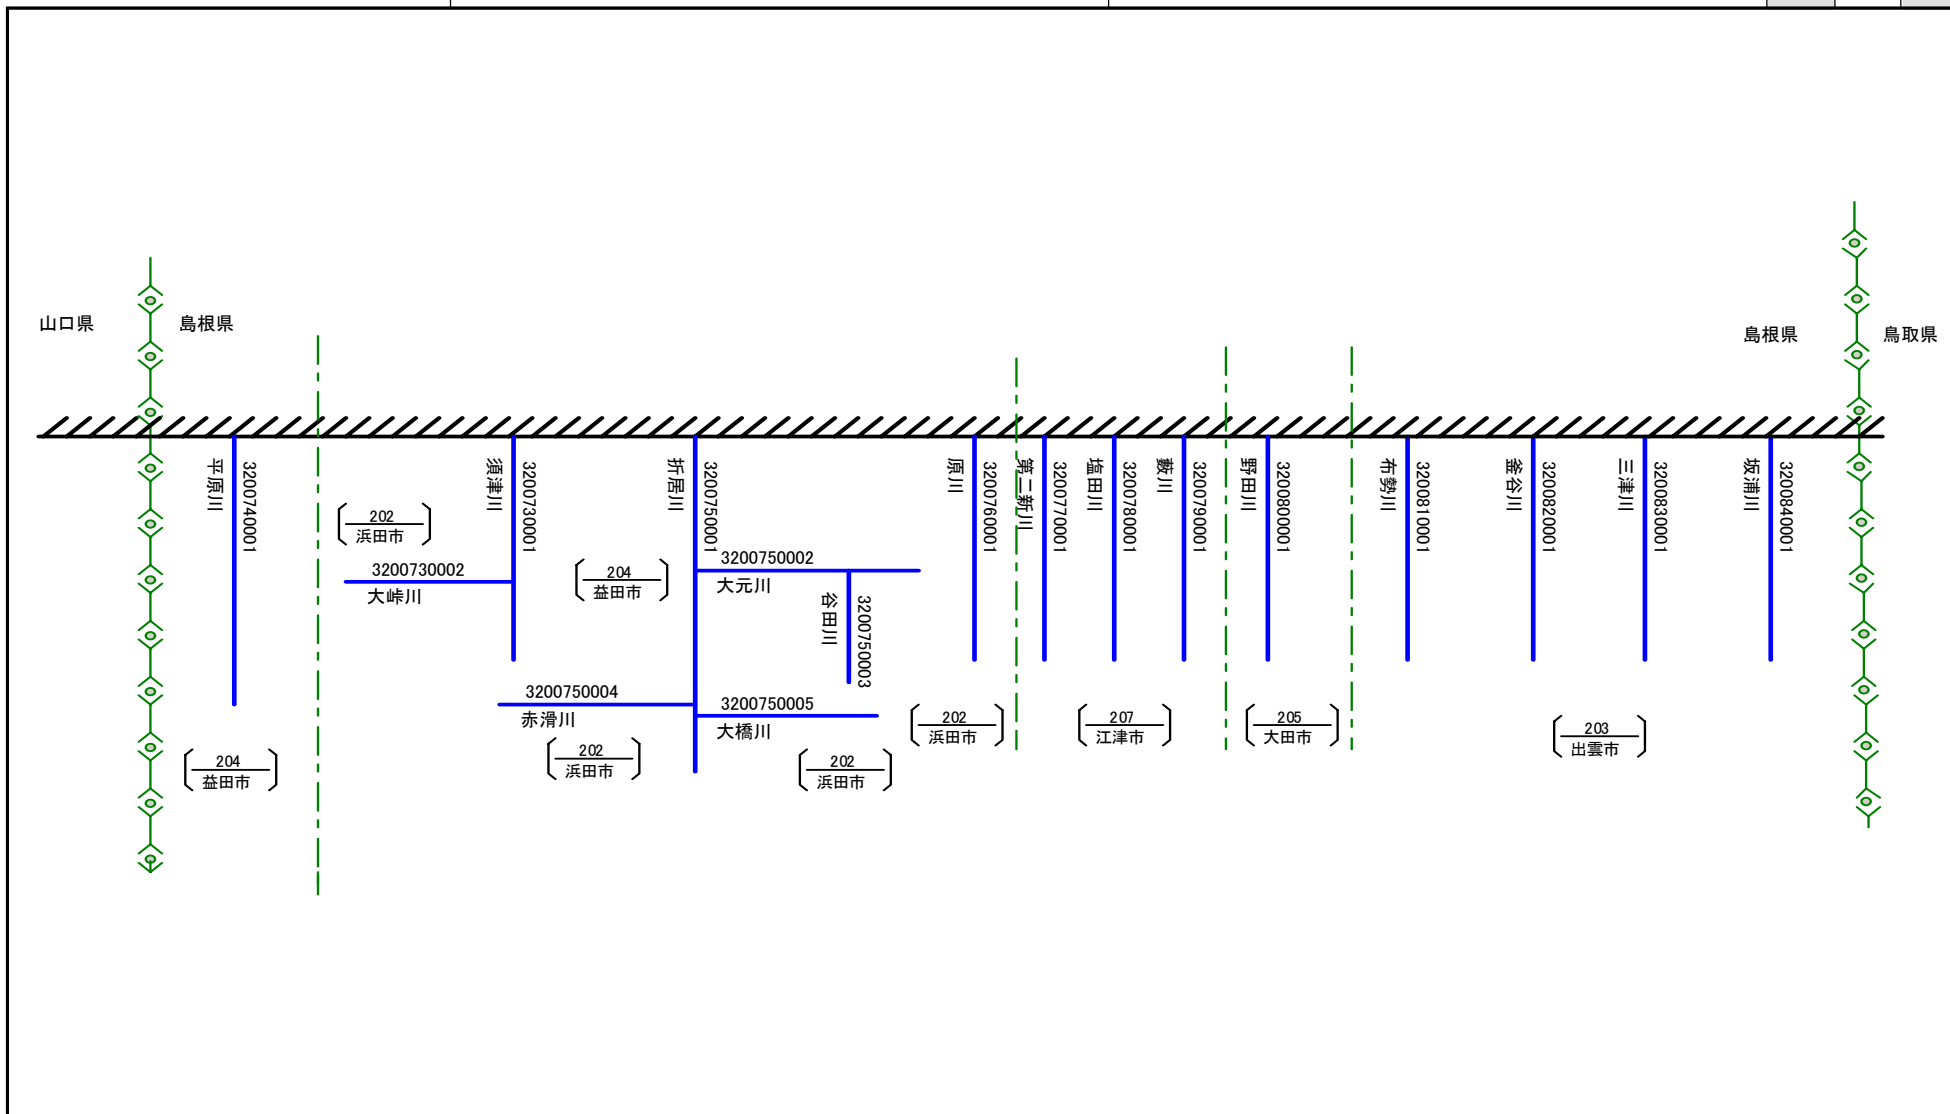 山口県
島根県
島根県
鳥取県
平原川
3200740001
202
浜田市
須津川
3200730001
3200730002
大峠川
折居川
3200750001
204
益田市
3200750002
大元川
谷田川
3200750003
3200750004
赤滑川
3200750005
大橋川
原川
3200760001
第二新川
3200770001
塩田川
3200780001
藪川
3200790001
野田川
3200800001
布勢川
3200810001
釜谷川
3200820001
三津川
3200830001
坂浦川
3200840001
204
益田市
202
浜田市
202
浜田市
202
浜田市
207
江津市
205
大田市
203
出雲市